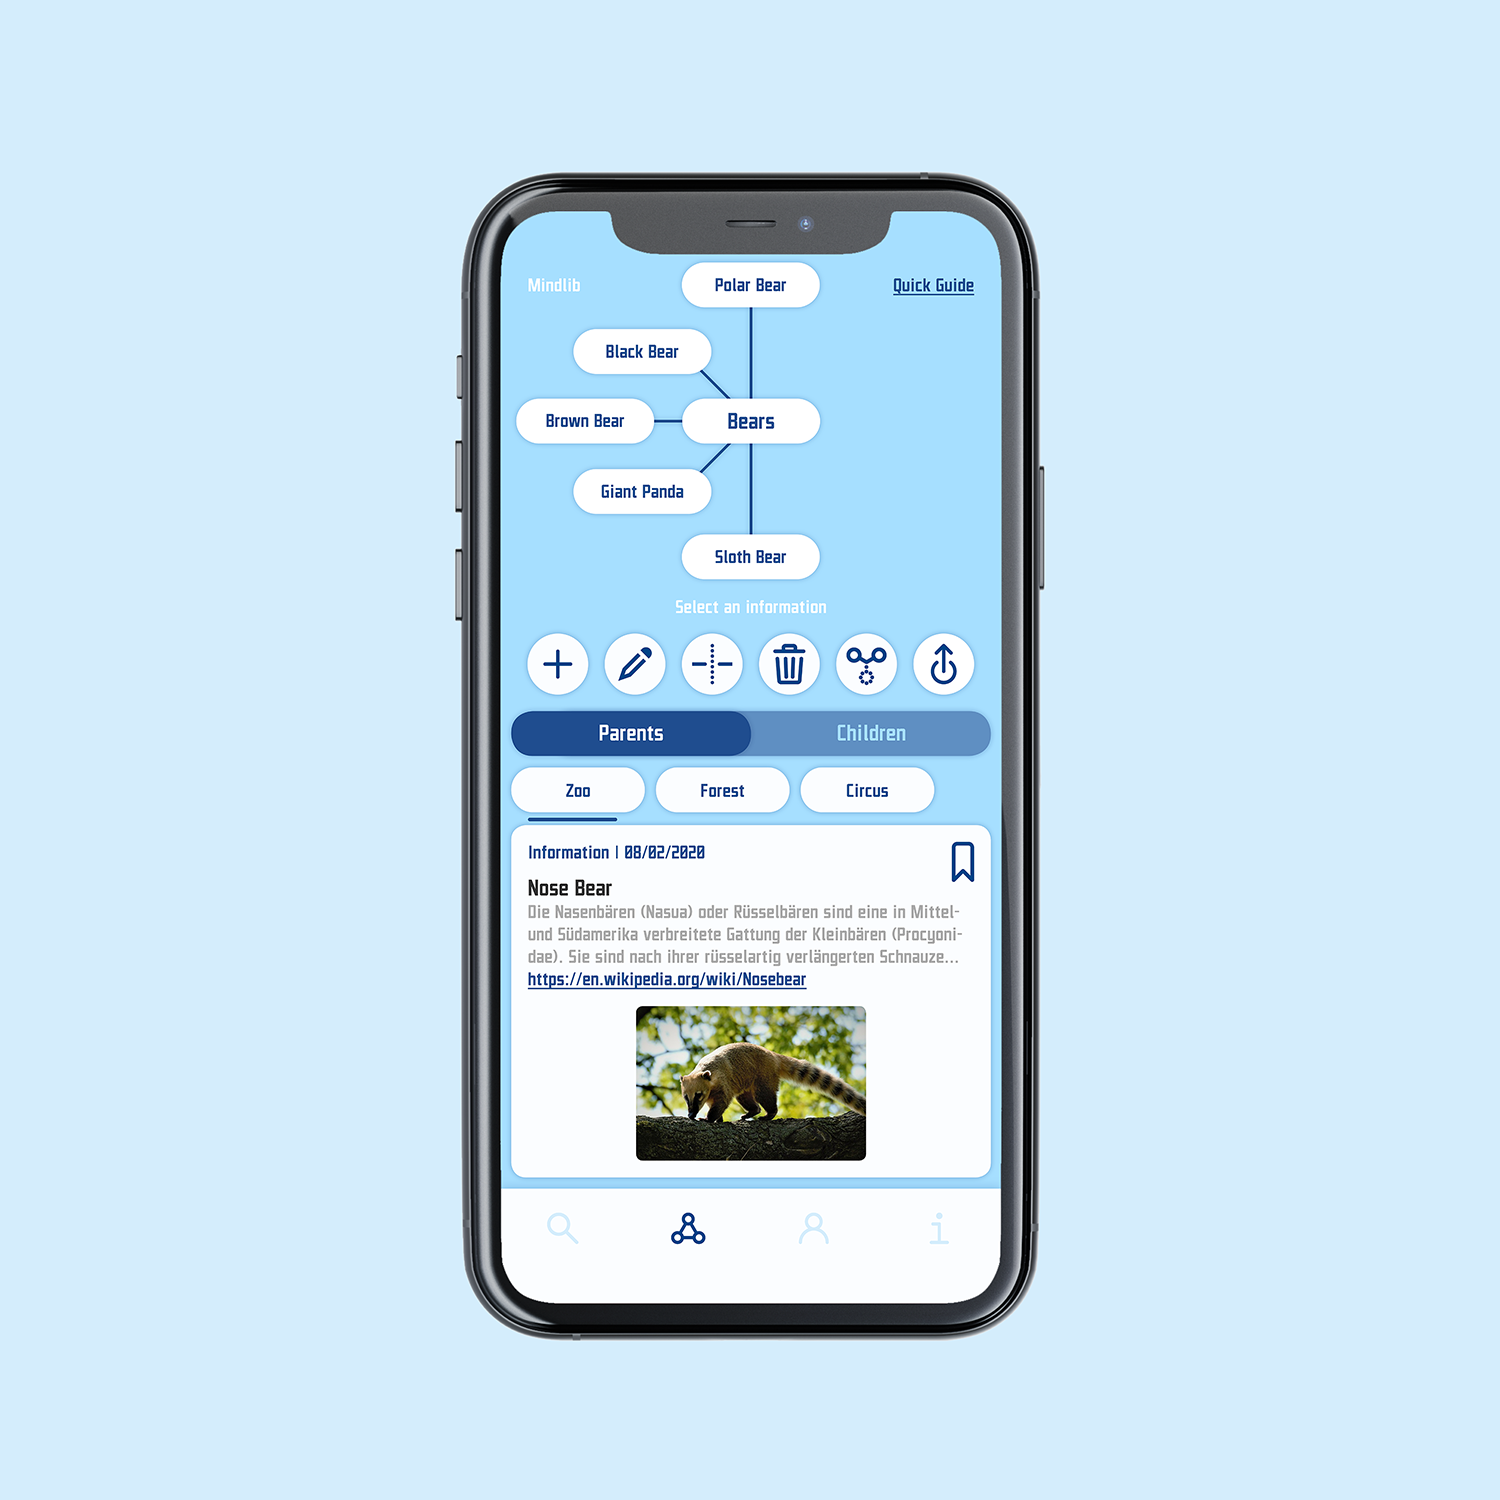 Mindlib
Polar Bear
Quick Guide
Black Bear
Brown Bear
Bears
Giant Panda
Sloth Bear
Select an information
Parents
Children
Zoo
Forest
Circus
Information | 08/02/2020
Nose Bear
Die Nasenbären (Nasua) oder Rüsselbären sind eine in Mittel-
und Südamerika verbreitete Gattung der Kleinbären (Procyoni-
dae). Sie sind nach ihrer rüsselartig verlängerten Schnauze...
https://en.wikipedia.org/wiki/Nosebear